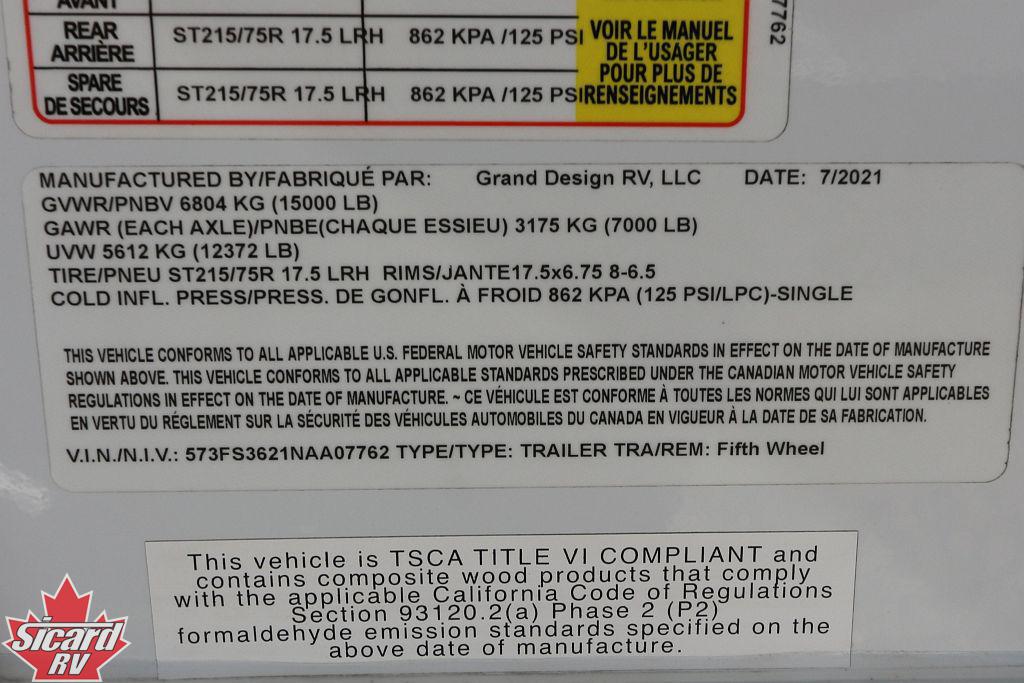 AVANT
REAR
ARRIÈRE
ST215/75R 17.5 LRH 862 KPA /125 PSI
SPARE
DE SECOURS
ST215/75R 17.5 LRH 862 KPA /125 PSI
VOIR LE MANUEL
DE L'USAGER
POUR PLUS DE
RENSEIGNEMENTS
7762
MANUFACTURED BY/FABRIQUÉ PAR: Grand Design RV, LLC DATE: 7/2021
GVWR/PNBV 6804 KG (15000 LB)
GAWR (EACH AXLE)/PNBE(CHAQUE ESSIEU) 3175 KG (7000 LB)
UVW 5612 KG (12372 LB)
TIRE/PNEU ST215/75R 17.5 LRH RIMS/JANTE17.5x6.75 8-6.5
COLD INFL. PRESS/PRESS. DE GONFL. À FROID 862 KPA (125 PSI/LPC)-SINGLE
THIS VEHICLE CONFORMS TO ALL APPLICABLE U.S. FEDERAL MOTOR VEHICLE SAFETY STANDARDS IN EFFECT ON THE DATE OF MANUFACTURE
SHOWN ABOVE. THIS VEHICLE CONFORMS TO ALL APPLICABLE STANDARDS PRESCRIBED UNDER THE CANADIAN MOTOR VEHICLE SAFETY
REGULATIONS IN EFFECT ON THE DATE OF MANUFACTURE. ~ CE VÉHICULE EST CONFORME À TOUTES LES NORMES QUI LUI SONT APPLICABLES
EN VERTU DU RÉGLEMENT SUR LA SÉCURITÉ DES VÉHICULES AUTOMOBILES DU CANADA EN VIGUEUR À LA DATE DE SA FABRICATION.
V.I.N./N.I.V.: 573FS3621NAA07762 TYPE/TYPE: TRAILER TRA/REM: Fifth Wheel
This vehicle is TSCA TITLE VI COMPLIANT and
contains composite wood products that comply
with the applicable California Code of Regulations
Section 93120.2(a) Phase 2 (P2)
formaldehyde emission standards specified on the
above date of manufacture.
Sicard
RV